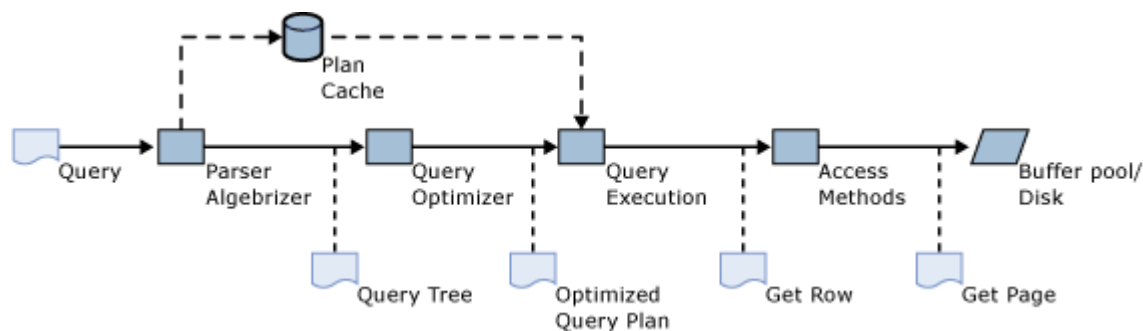 Plan
Cache
Query
Parser
Algebrizer
Query
Optimizer
Query
Execution
Access
Methods
Buffer pool/
Disk
Query Tree
Optimized
Query Plan
Get Row
Get Page